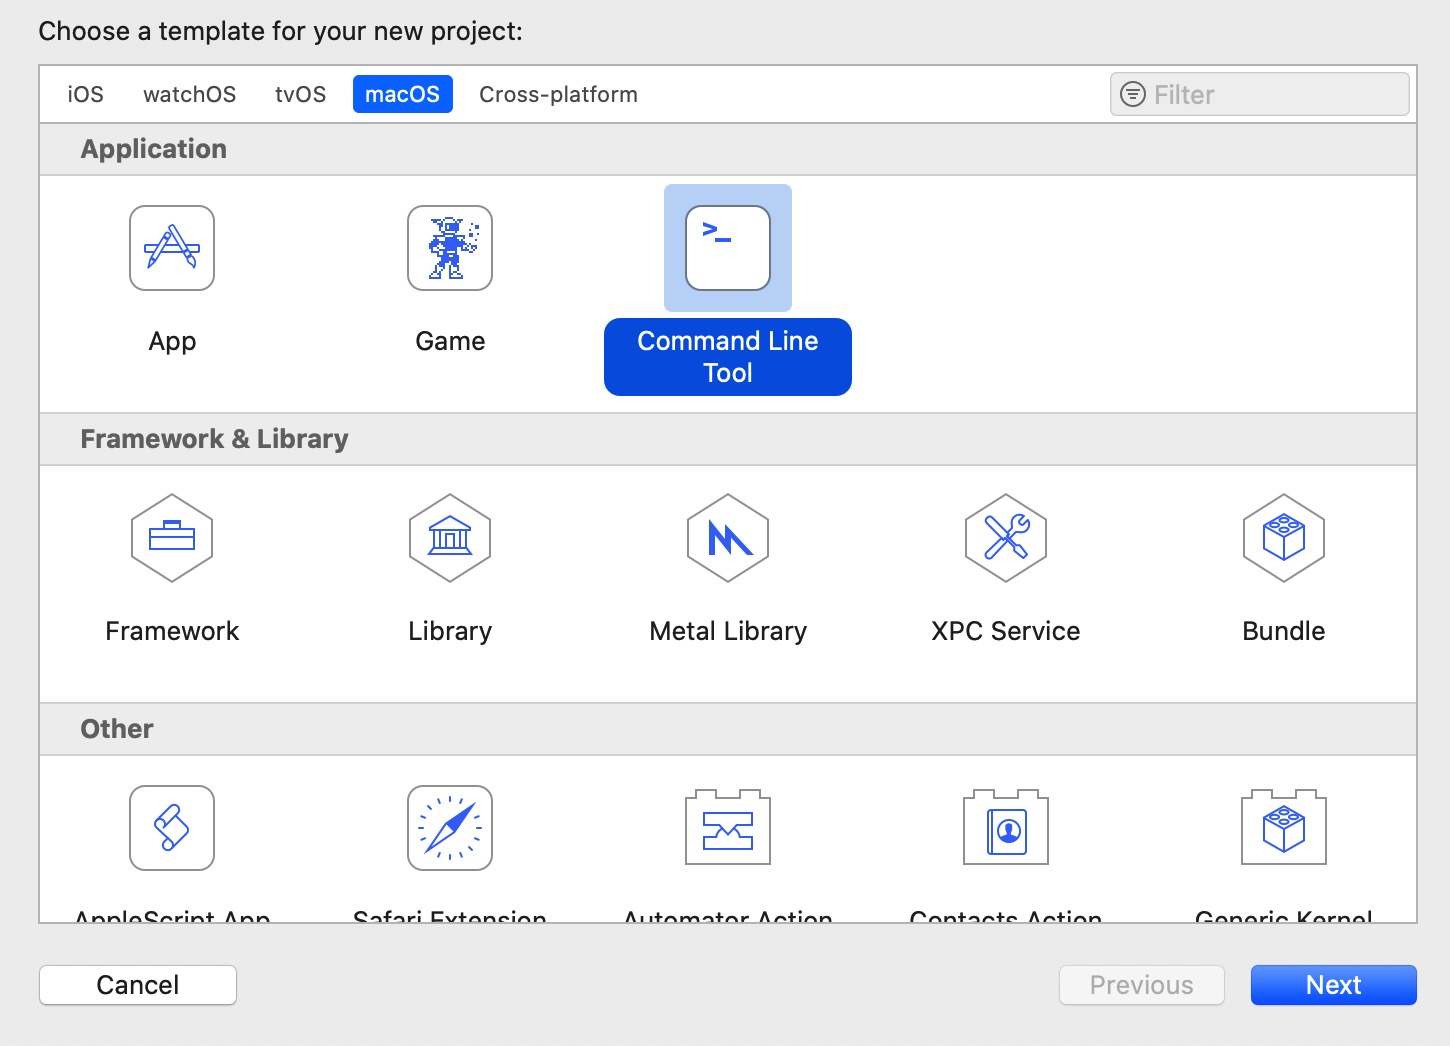 Choose a template for your new project:
iOS watchOS tvOS macOS Cross-platform Filter
Application
App Game Command Line
Tool
Framework & Library
Framework Library Metal Library XPC Service Bundle
Other
AppleScript App Safari Extension Automator Action Contacts Action Generic Kernel
Cancel Previous Next